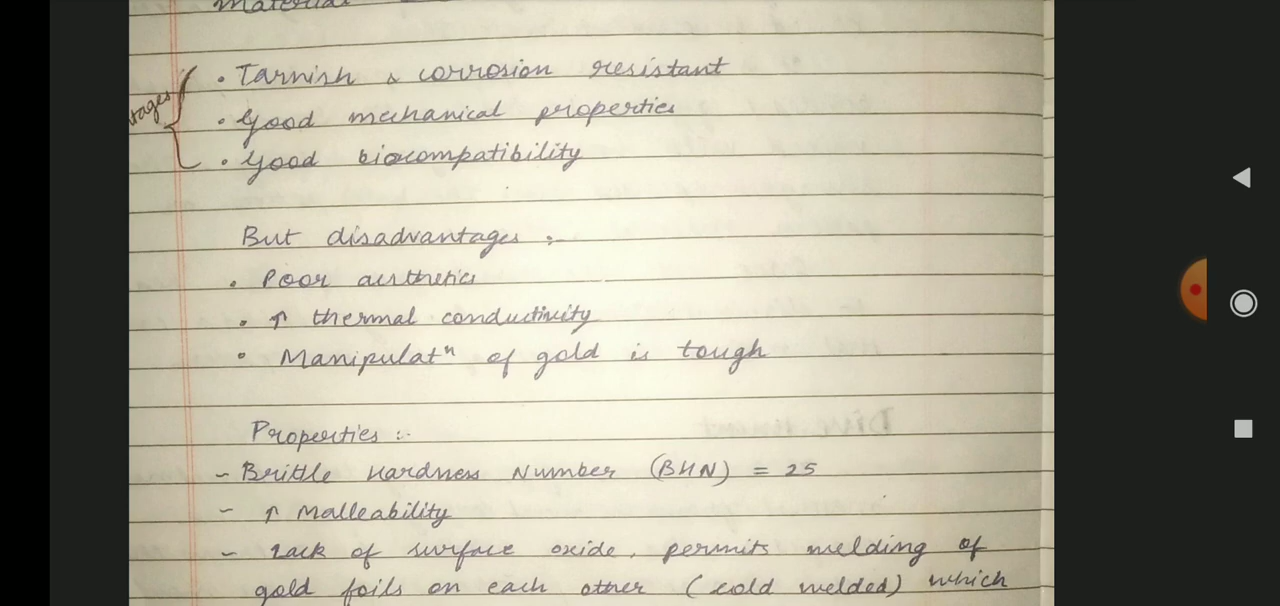 Material
tages
• Tarnish & corrosion resistant
• Good mechanical properties
• Good biocompatibility
But disadvantages :-
• Poor aesthetics
• ↑ thermal conductivity
• Manipulatⁿ of gold is tough
Properties :-
- Brittle Hardness Number (BHN) = 25
- ↑ Malleability
- Lack of surface oxide, permits welding of
gold foils on each other (cold welded) which